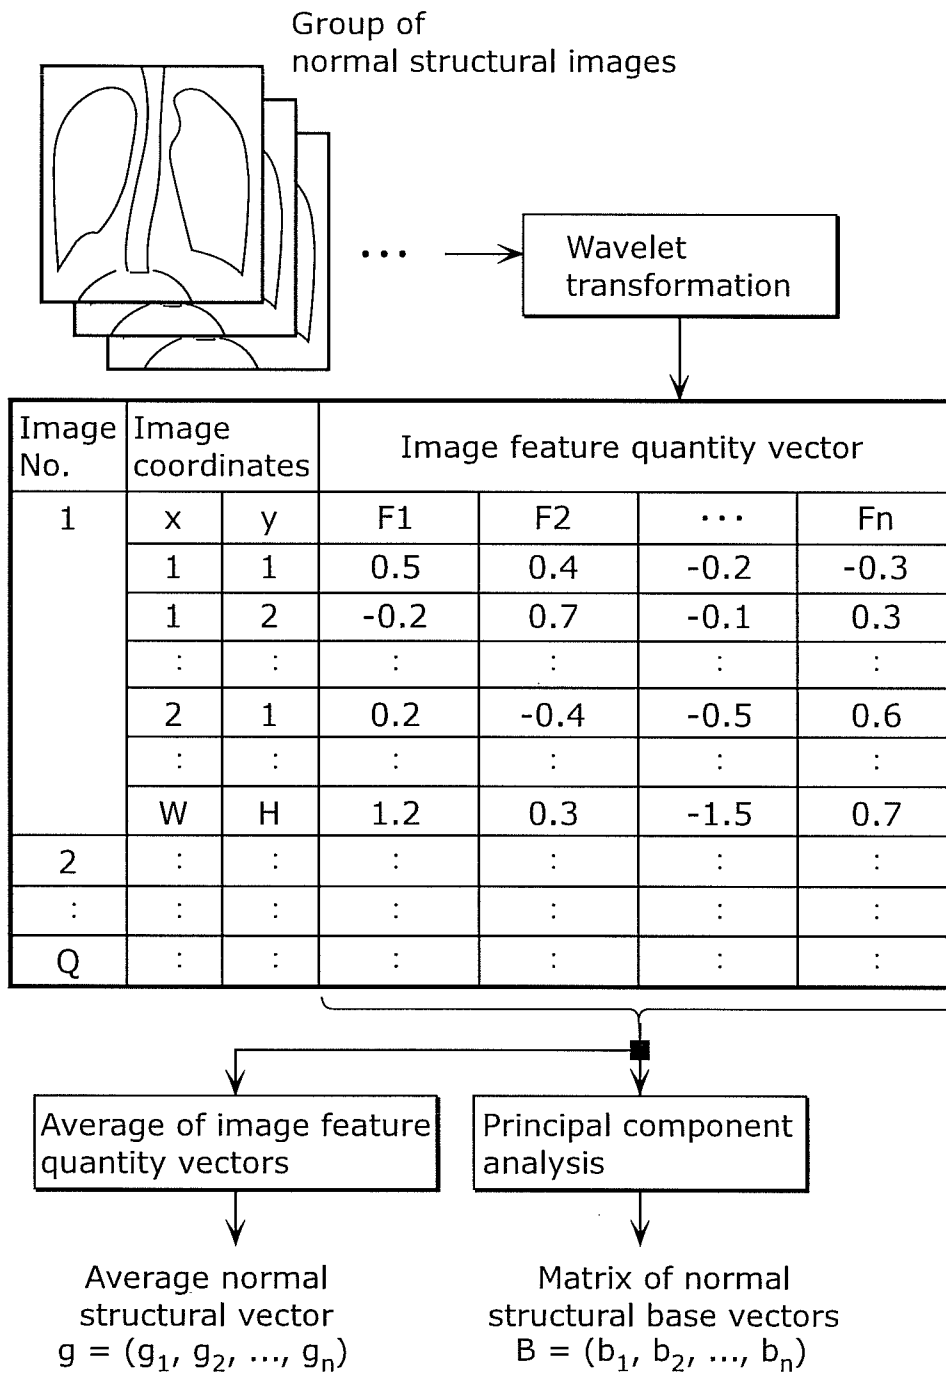 Group of
normal structural images
...
Wavelet
transformation
Image No. Image coordinates Image feature quantity vector
1 x y F1 F2 ... Fn
1 1 0.5 0.4 -0.2 -0.3
1 2 -0.2 0.7 -0.1 0.3
: : : : : :
2 1 0.2 -0.4 -0.5 0.6
: : : : : :
W H 1.2 0.3 -1.5 0.7
2 : : : : : :
: : : : : : :
Q : : : : : :
Average of image feature
quantity vectors
Principal component
analysis
Average normal
structural vector
g = (g1, g2, ..., gn)
Matrix of normal
structural base vectors
B = (b1, b2, ..., bn)